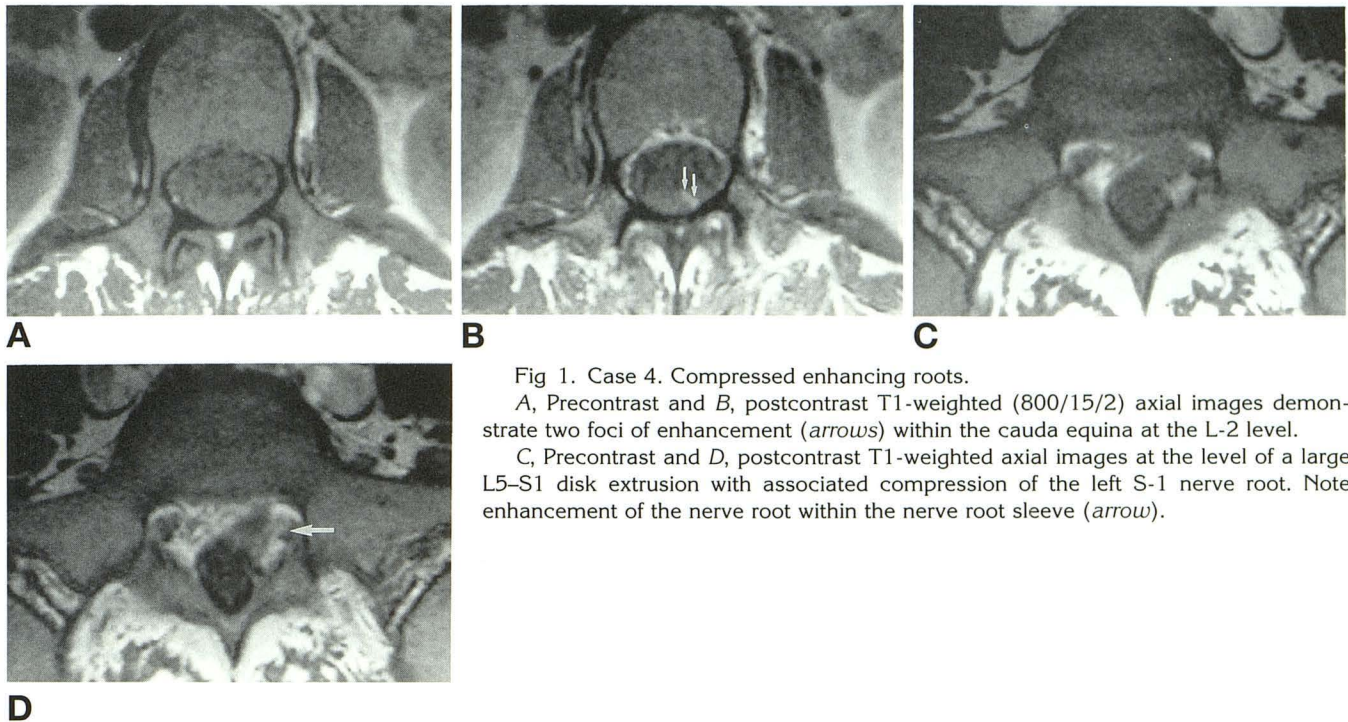 A
B
C
D
Fig 1. Case 4. Compressed enhancing roots.
A, Precontrast and B, postcontrast T1-weighted (800/15/2) axial images demon-
strate two foci of enhancement (arrows) within the cauda equina at the L-2 level.
C, Precontrast and D, postcontrast T1-weighted axial images at the level of a large
L5–S1 disk extrusion with associated compression of the left S-1 nerve root. Note
enhancement of the nerve root within the nerve root sleeve (arrow).